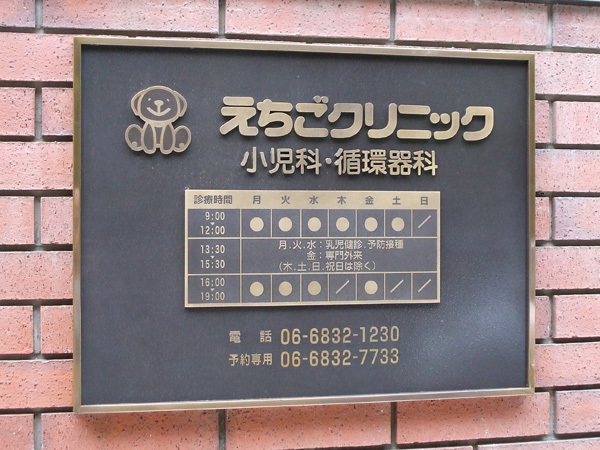 えちごクリニック
小児科・循環器科
診療時間 月 火 水 木 金 土 日
9:00▼12:00 ● ● ● ● ● ● ／
13:30▼15:30 月.火.水：乳児健診.予防接種
金：専門外来
(木.土 日.祝日は除く)
16:00▼19:00 ● ● ● ／ ● ／ ／
電話 06-6832-1230
予約専用 06-6832-7733